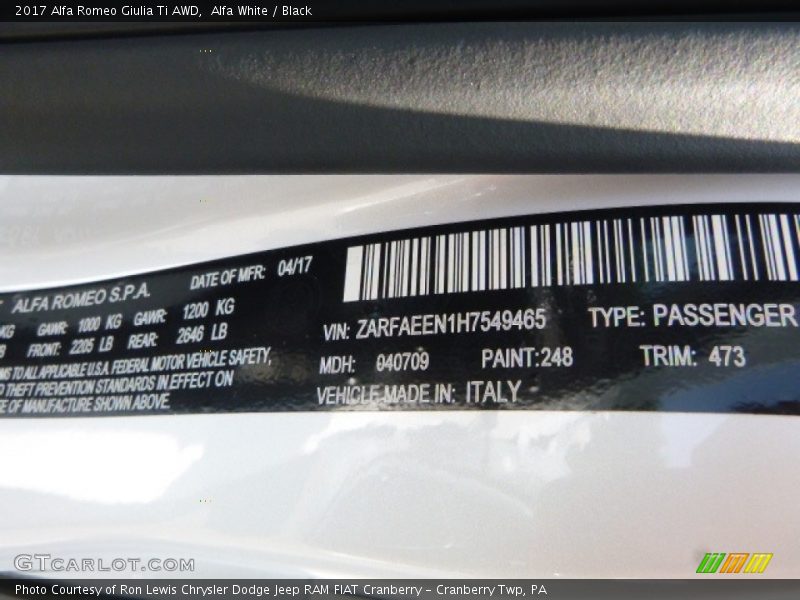 2017 Alfa Romeo Giulia Ti AWD,  Alfa White / Black
ALFA ROMEO S.P.A. DATE OF MFR: 04/17
KG GAWR: 1000 KG GAWR: 1200 KG
FRONT: 2205 LB REAR: 2646 LB
TO ALL APPLICABLE U.S.A. FEDERAL MOTOR VEHICLE SAFETY,
THEFT PREVENTION STANDARDS IN EFFECT ON
OF MANUFACTURE SHOWN ABOVE.
VIN: ZARFAEEN1H7549465 TYPE: PASSENGER
MDH: 040709 PAINT:248 TRIM: 473
VEHICLE MADE IN: ITALY
GTCARLOT.COM
Photo Courtesy of Ron Lewis Chrysler Dodge Jeep RAM FIAT Cranberry – Cranberry Twp, PA